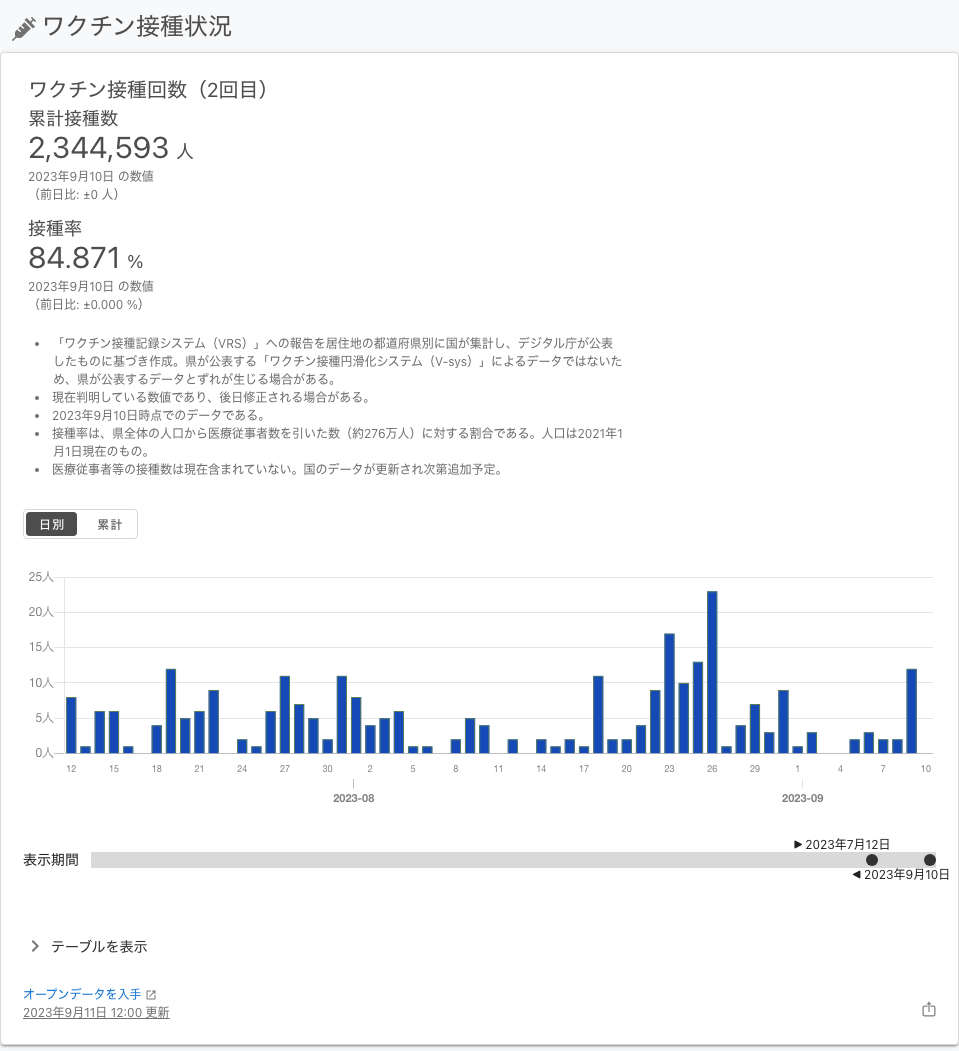 ワクチン接種状況
ワクチン接種回数（2回目）
累計接種数
2,344,593 人
2023年9月10日 の数値
（前日比: ±0 人）
接種率
84.871 %
2023年9月10日 の数値
（前日比: ±0.000 %）
• 「ワクチン接種記録システム（VRS）」への報告を居住地の都道府県別に国が集計し、デジタル庁が公表
したものに基づき作成。県が公表する「ワクチン接種円滑化システム（V-sys）」によるデータではないた
め、県が公表するデータとずれが生じる場合がある。
• 現在判明している数値であり、後日修正される場合がある。
• 2023年9月10日時点でのデータである。
• 接種率は、県全体の人口から医療従事者数を引いた数（約276万人）に対する割合である。人口は2021年1
月1日現在のもの。
• 医療従事者等の接種数は現在含まれていない。国のデータが更新され次第追加予定。
日別 累計
25人
20人
15人
10人
5人
0人
12 15 18 21 24 27 30 2 5 8 11 14 17 20 23 26 29 1 4 7 10
2023-08 2023-09
▶ 2023年7月12日
表示期間
◀ 2023年9月10日
テーブルを表示
オープンデータを入手
2023年9月11日 12:00 更新